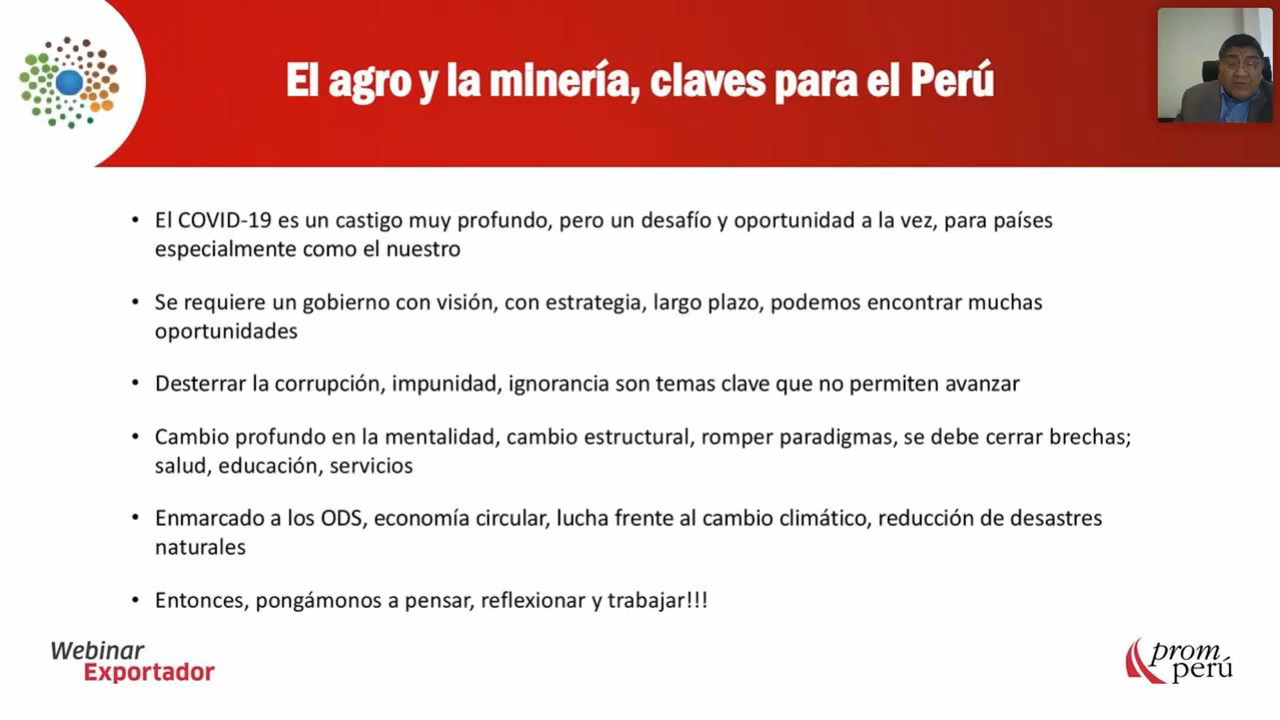 El agro y la minería, claves para el Perú
• El COVID-19 es un castigo muy profundo, pero un desafío y oportunidad a la vez, para países
especialmente como el nuestro
• Se requiere un gobierno con visión, con estrategia, largo plazo, podemos encontrar muchas
oportunidades
• Desterrar la corrupción, impunidad, ignorancia son temas clave que no permiten avanzar
• Cambio profundo en la mentalidad, cambio estructural, romper paradigmas, se debe cerrar brechas;
salud, educación, servicios
• Enmarcado a los ODS, economía circular, lucha frente al cambio climático, reducción de desastres
naturales
• Entonces, pongámonos a pensar, reflexionar y trabajar!!!
Webinar
Exportador
prom
perú